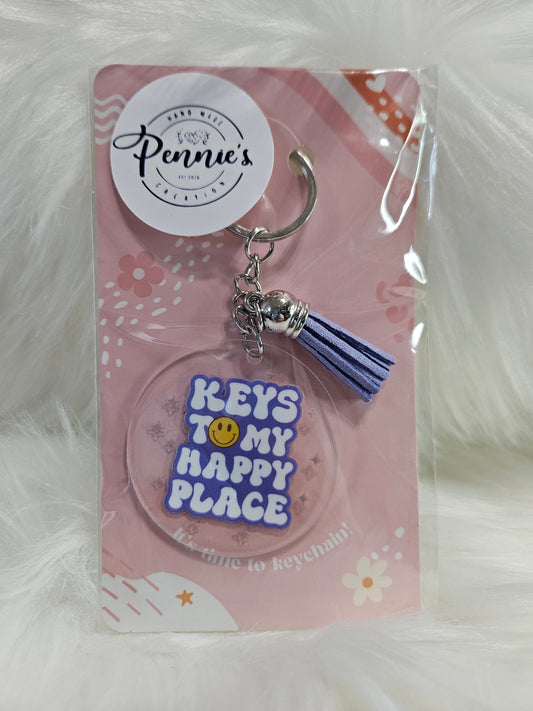 HAND MADE
Pennie's
EST 2020
CREATION
KEYS
TO MY
HAPPY
PLACE
It's time to keychain!